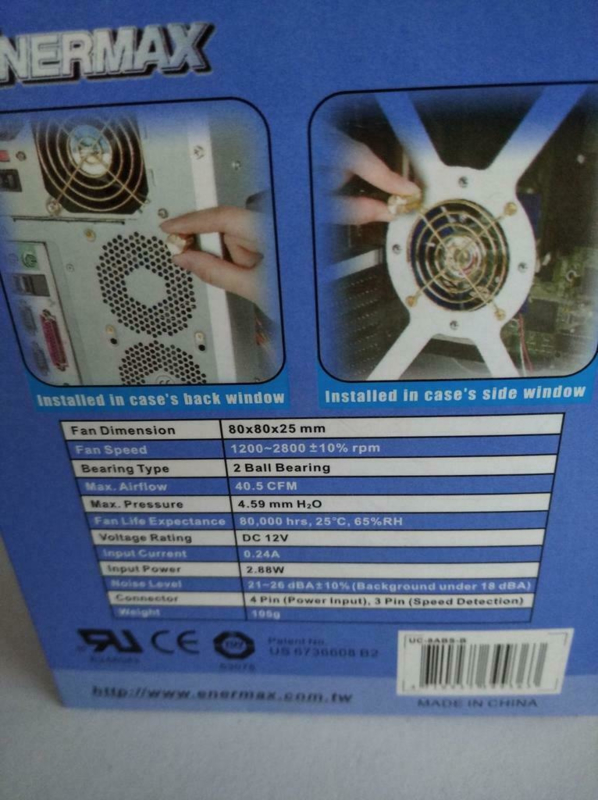 ENERMAX
Installed in case's back window
Installed in case's side window
Fan Dimension 80x80x25 mm
Fan Speed 1200~2800 ±10% rpm
Bearing Type 2 Ball Bearing
Max. Airflow 40.5 CFM
Max. Pressure 4.59 mm H₂O
Fan Life Expectance 80,000 hrs, 25°C, 65%RH
Voltage Rating DC 12V
Input Current 0.24A
Input Power 2.88W
Noise Level 21~26 dBA±10% (Background under 18 dBA)
Connector 4 Pin (Power Input), 3 Pin (Speed Detection)
Weight 108g
CE
Patent No.
US 6736608 B2
UC-8ABS-B
http://www.enermax.com.tw
MADE IN CHINA